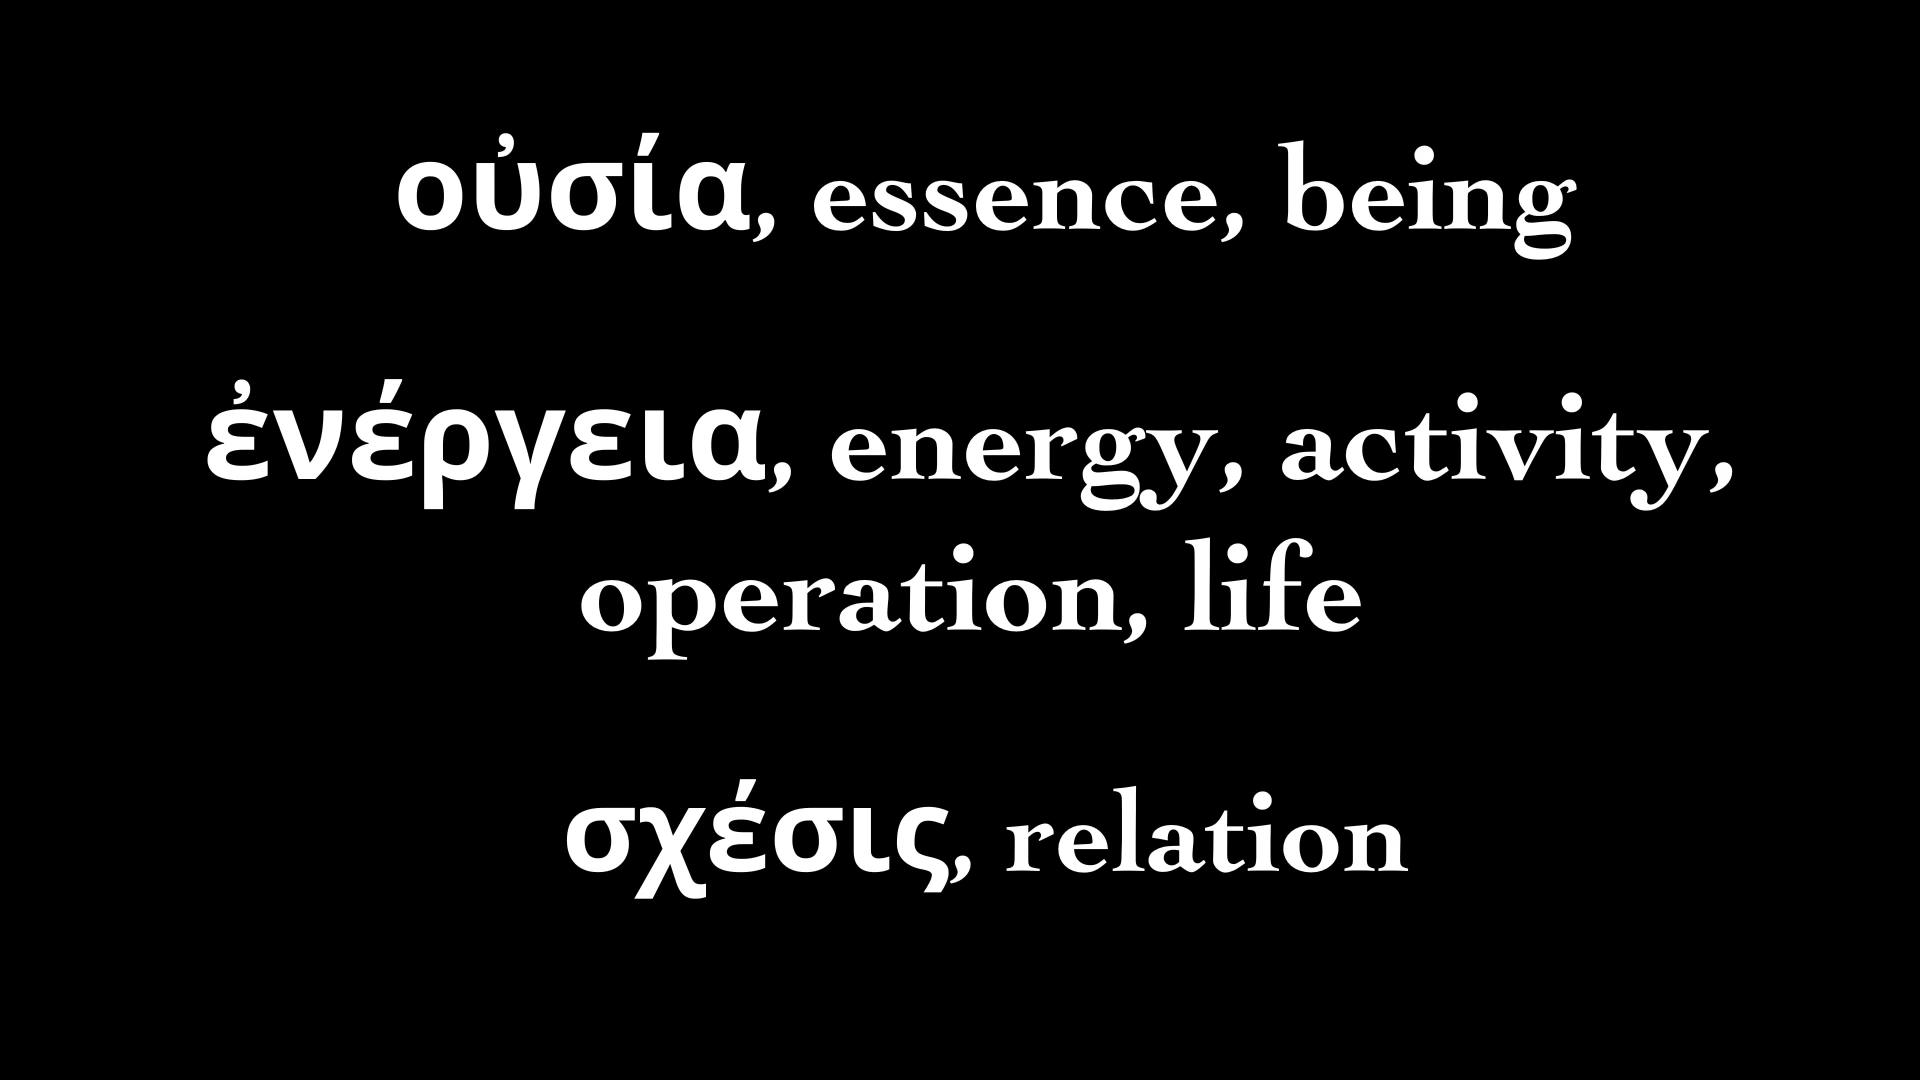 οὐσία, essence, being
ἐνέργεια, energy, activity,
operation, life
σχέσις, relation